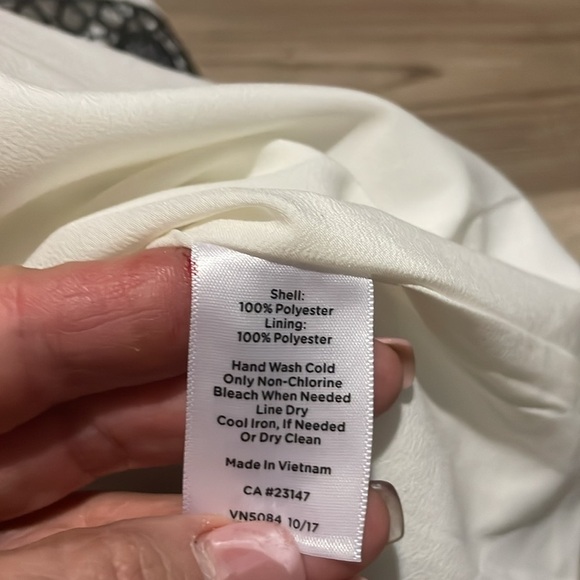 Shell:
100% Polyester
Lining:
100% Polyester
Hand Wash Cold
Only Non-Chlorine
Bleach When Needed
Line Dry
Cool Iron, If Needed
Or Dry Clean
Made In Vietnam
CA #23147
VN5084 10/17